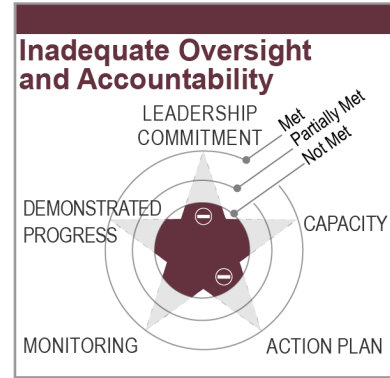 Inadequate Oversight
and Accountability
LEADERSHIP
COMMITMENT
Met
Partially Met
Not Met
DEMONSTRATED
PROGRESS
CAPACITY
MONITORING
ACTION PLAN